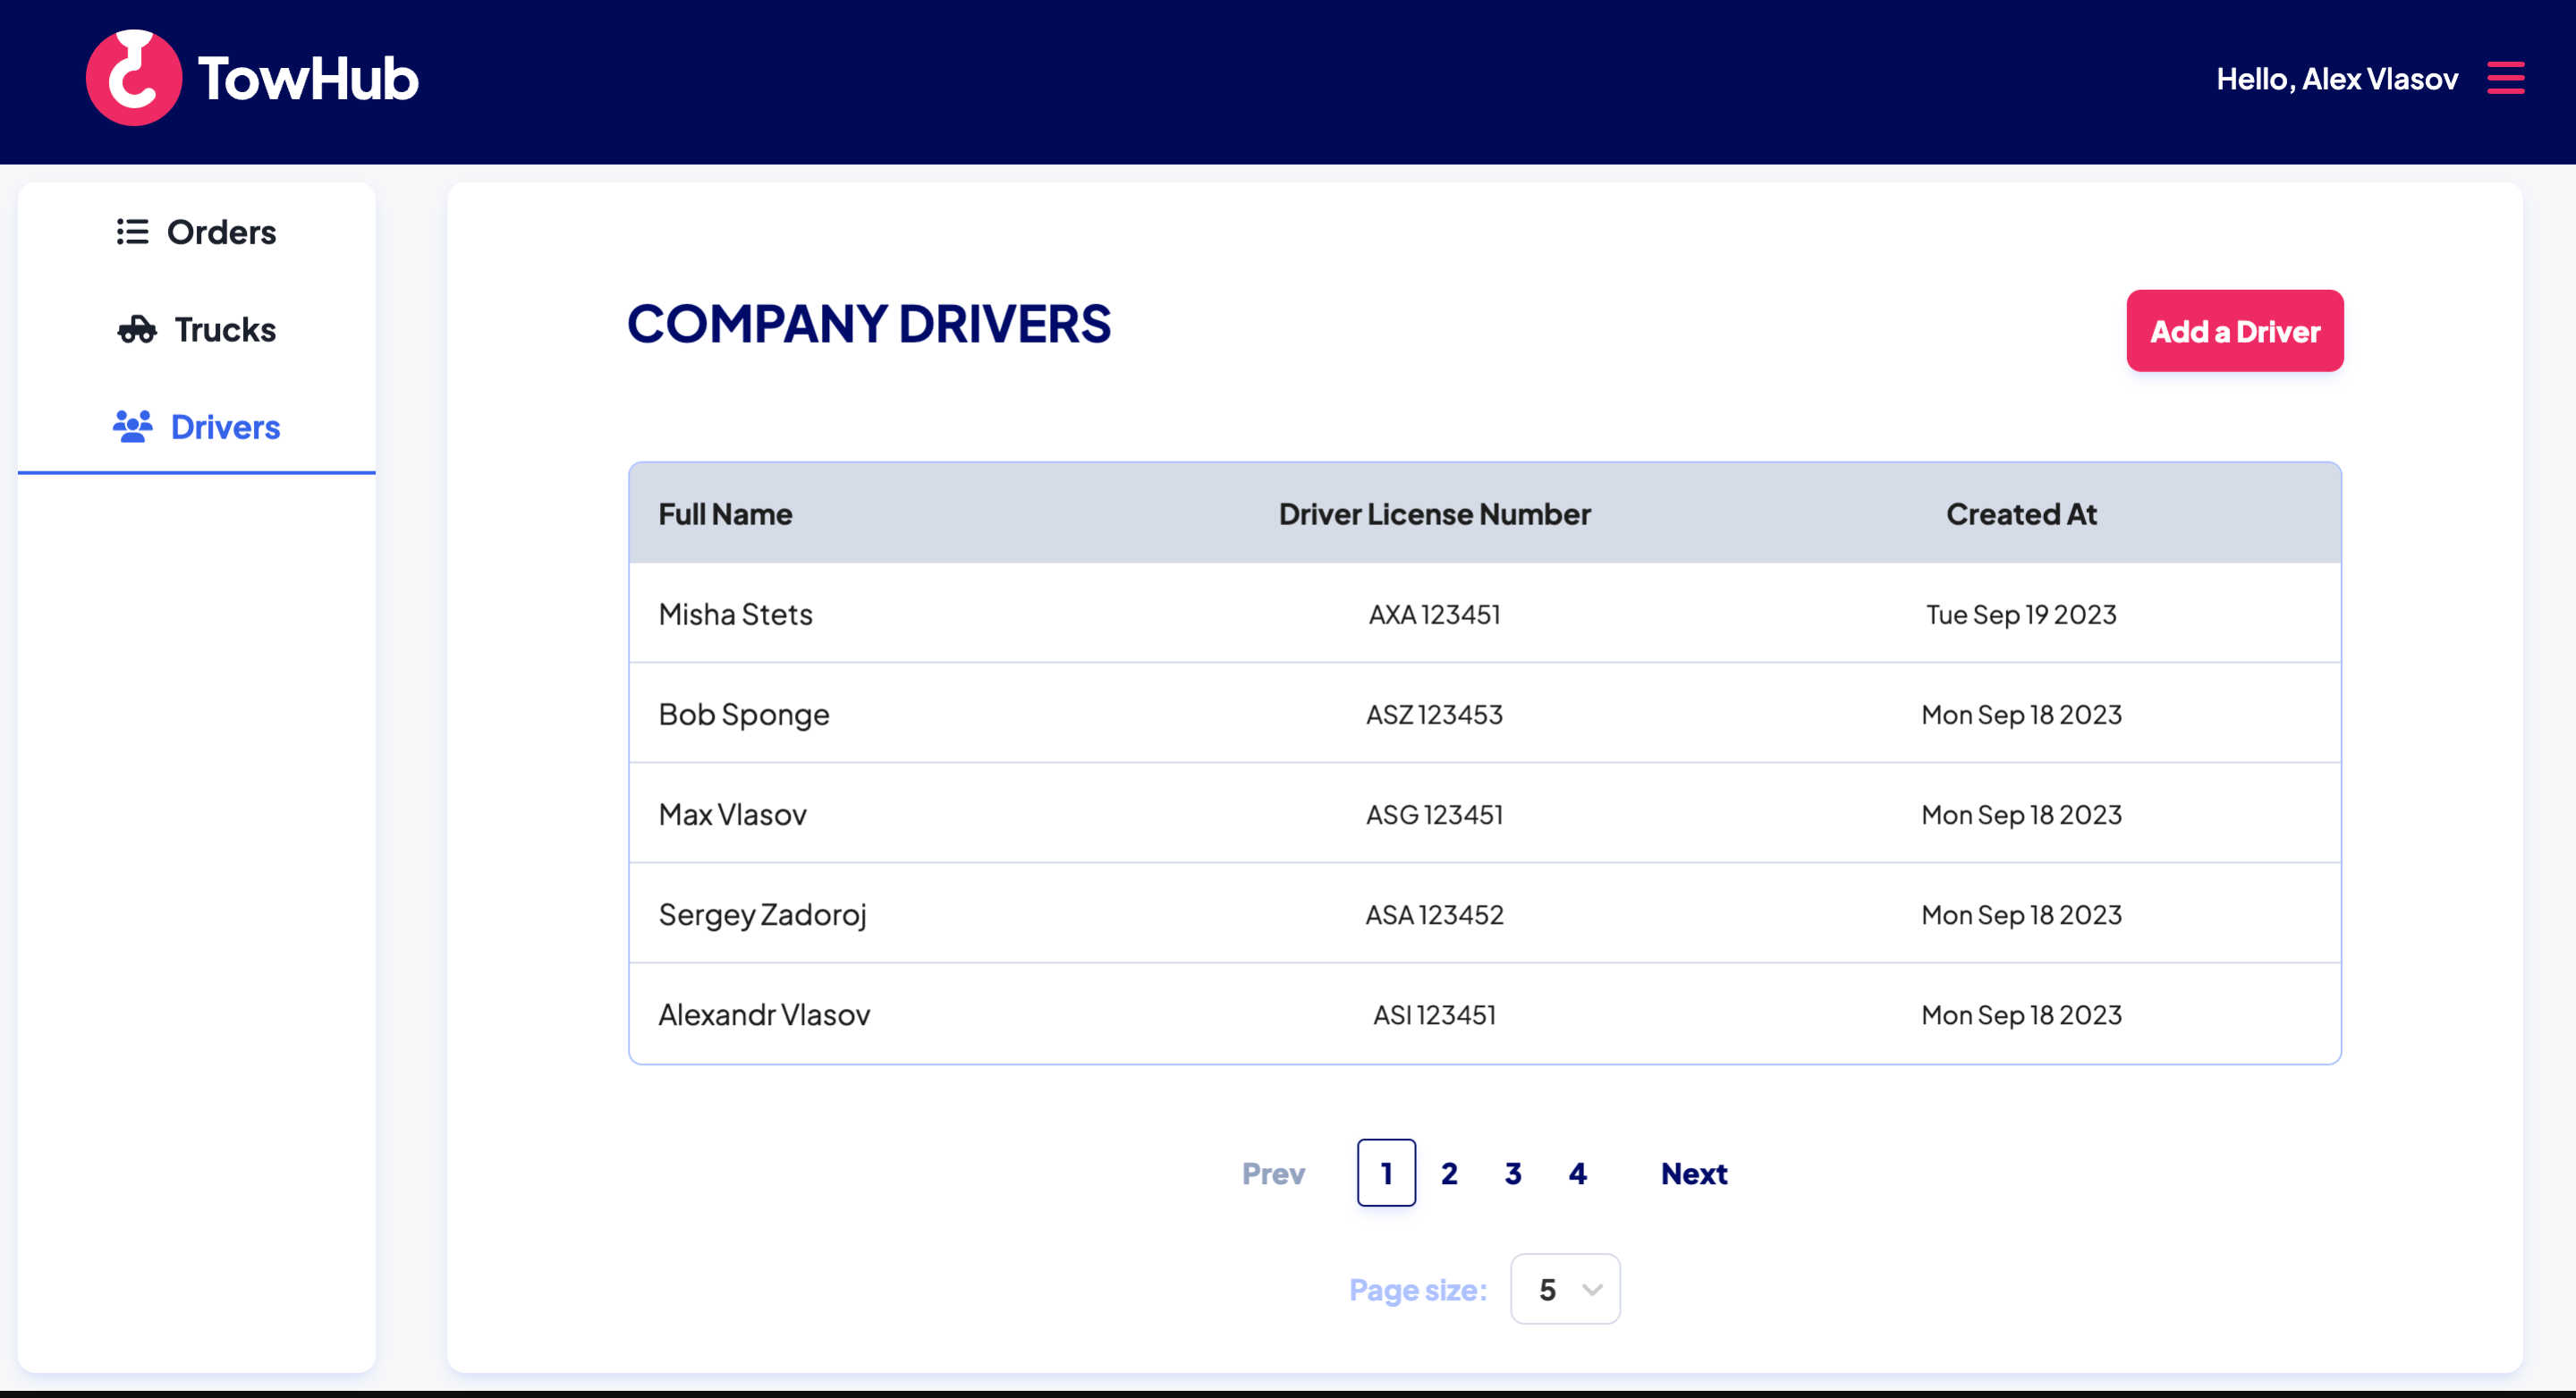 TowHub
Hello, Alex Vlasov
Orders
Trucks
Drivers
COMPANY DRIVERS
Add a Driver
Full Name Driver License Number Created At
Misha Stets AXA 123451 Tue Sep 19 2023
Bob Sponge ASZ 123453 Mon Sep 18 2023
Max Vlasov ASG 123451 Mon Sep 18 2023
Sergey Zadoroj ASA 123452 Mon Sep 18 2023
Alexandr Vlasov ASI 123451 Mon Sep 18 2023
Prev 1 2 3 4 Next
Page size: 5